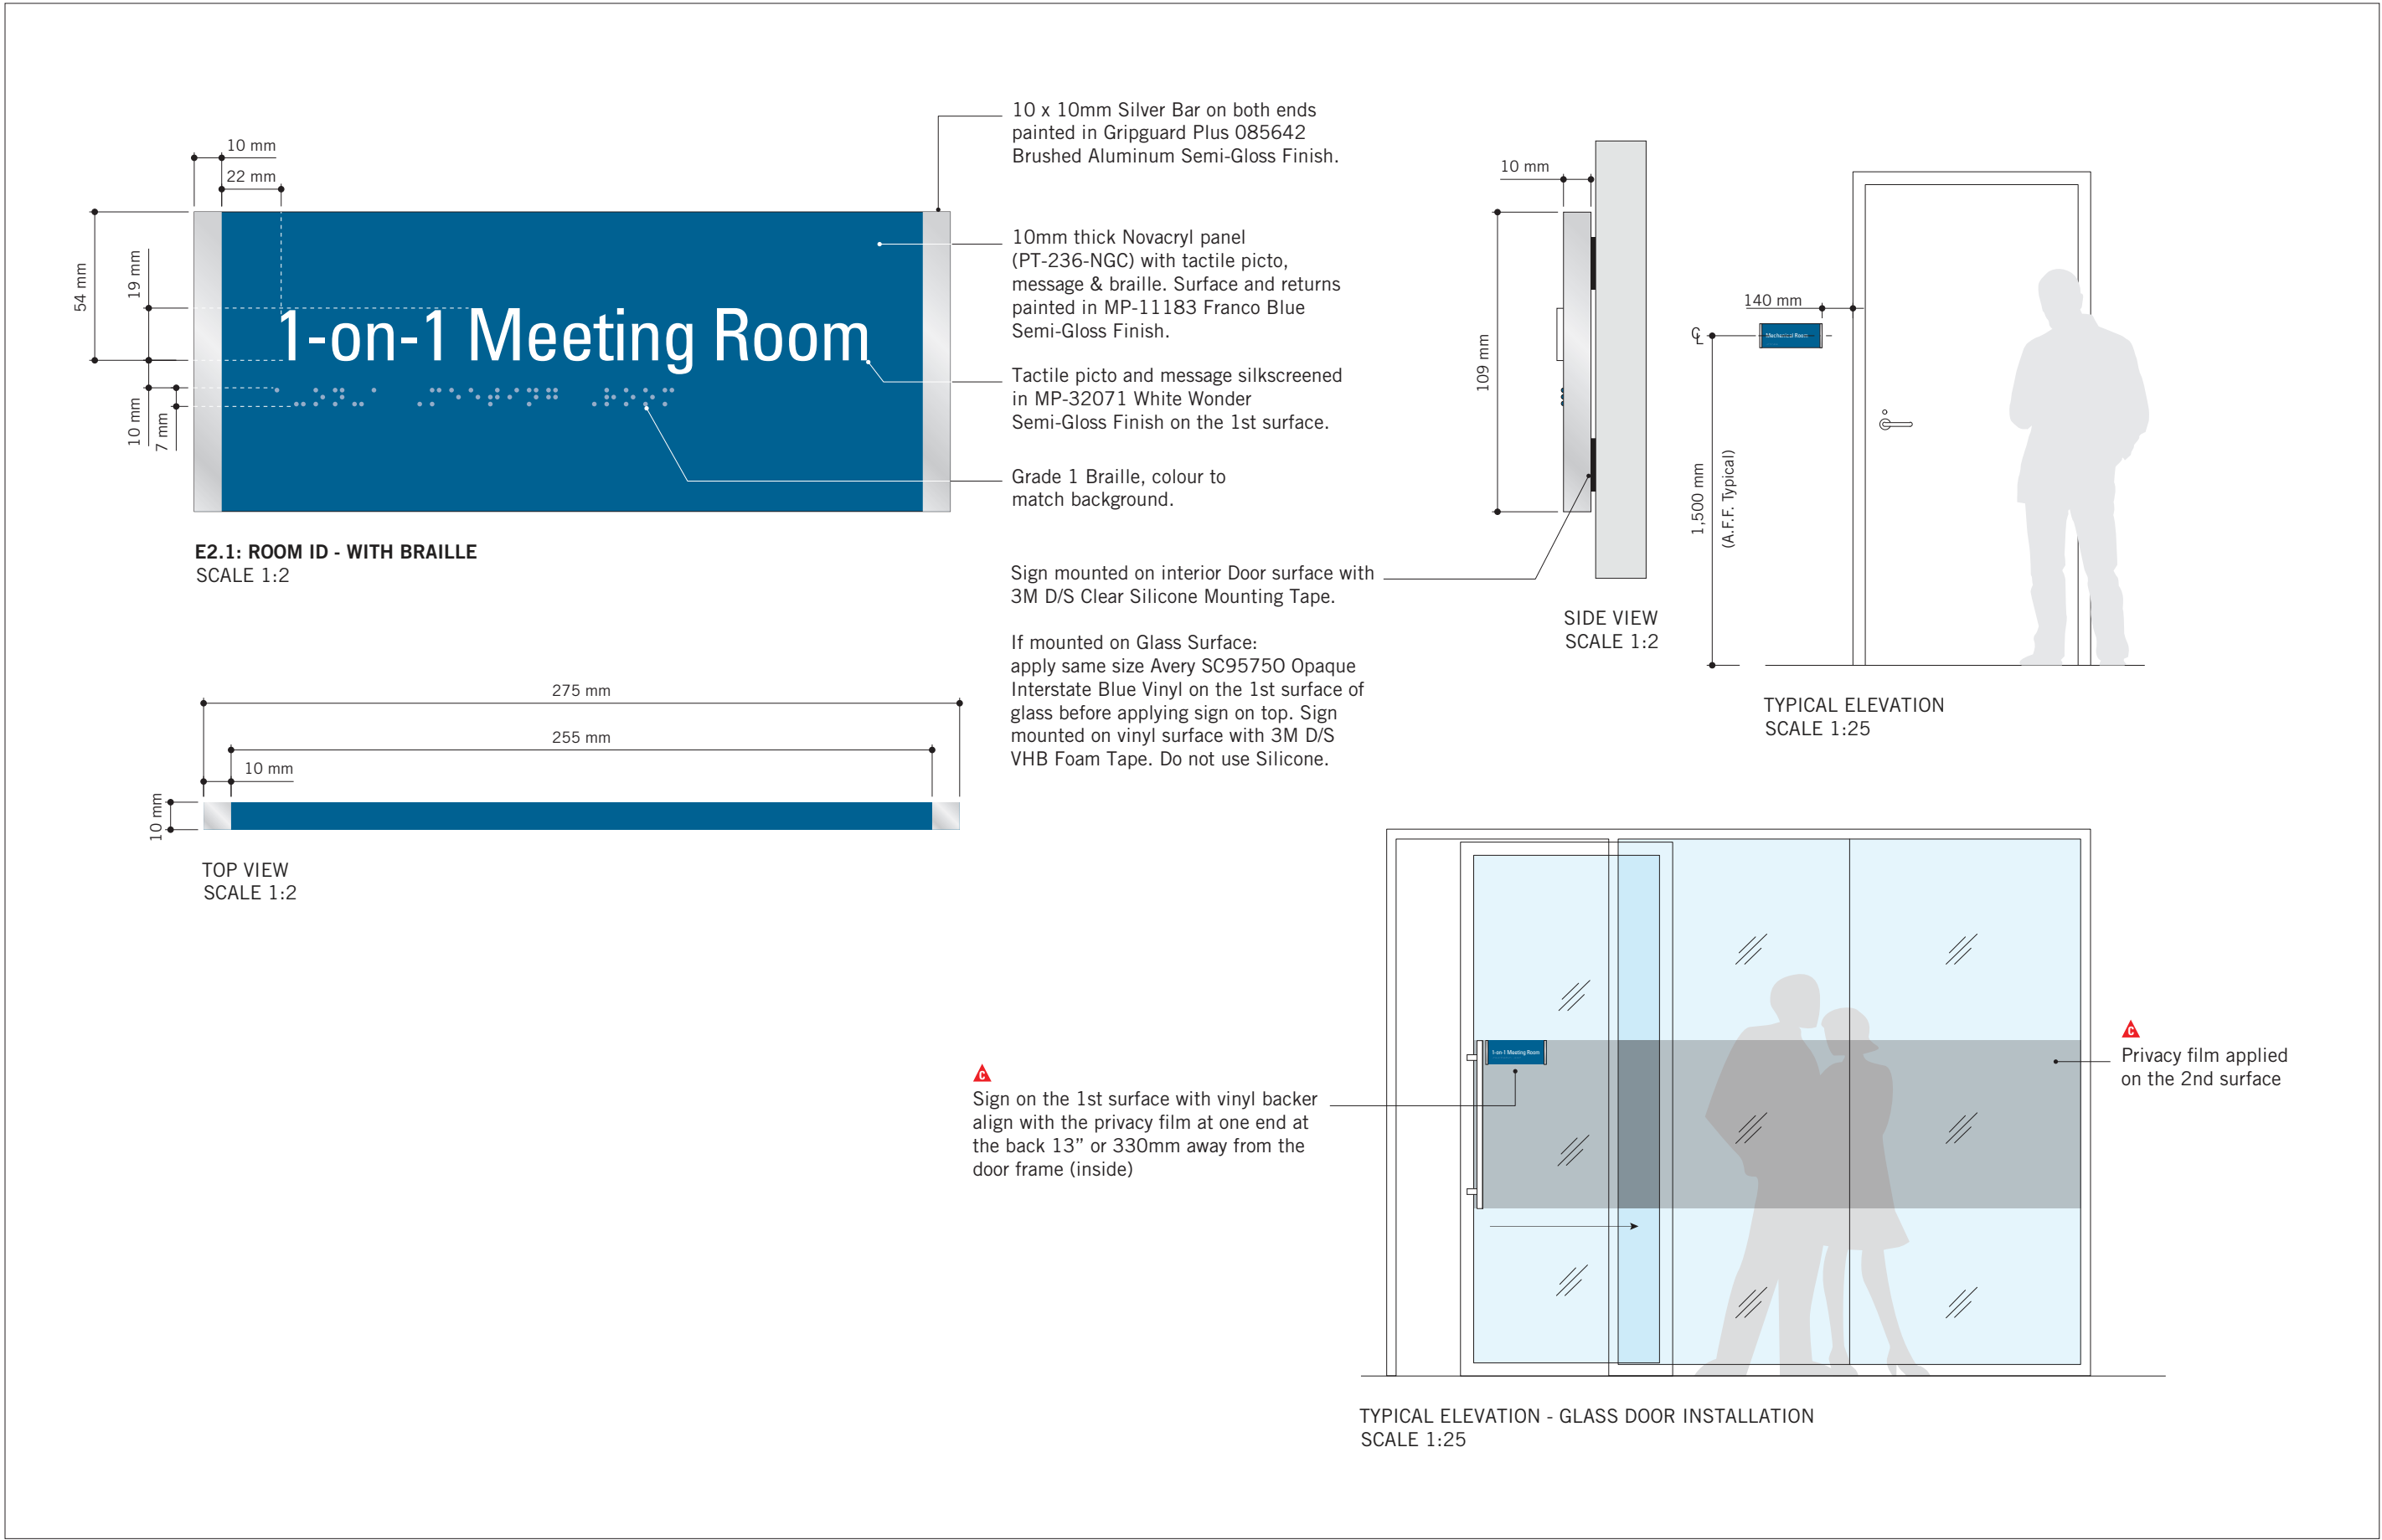 10 mm
22 mm
54 mm
19 mm
10 mm
7 mm
1-on-1 Meeting Room
10 x 10mm Silver Bar on both ends
painted in Gripguard Plus 085642
Brushed Aluminum Semi-Gloss Finish.
10mm thick Novacryl panel
(PT-236-NGC) with tactile picto,
message & braille. Surface and returns
painted in MP-11183 Franco Blue
Semi-Gloss Finish.
Tactile picto and message silkscreened
in MP-32071 White Wonder
Semi-Gloss Finish on the 1st surface.
Grade 1 Braille, colour to
match background.
E2.1: ROOM ID - WITH BRAILLE
SCALE 1:2
Sign mounted on interior Door surface with
3M D/S Clear Silicone Mounting Tape.
If mounted on Glass Surface:
apply same size Avery SC95750 Opaque
Interstate Blue Vinyl on the 1st surface of
glass before applying sign on top. Sign
mounted on vinyl surface with 3M D/S
VHB Foam Tape. Do not use Silicone.
10 mm
109 mm
SIDE VIEW
SCALE 1:2
140 mm
CL
Mechanical Room
1,500 mm
(A.F.F. Typical)
TYPICAL ELEVATION
SCALE 1:25
275 mm
255 mm
10 mm
10 mm
TOP VIEW
SCALE 1:2
C
Sign on the 1st surface with vinyl backer
align with the privacy film at one end at
the back 13” or 330mm away from the
door frame (inside)
1-on-1 Meeting Room
C
Privacy film applied
on the 2nd surface
TYPICAL ELEVATION - GLASS DOOR INSTALLATION
SCALE 1:25